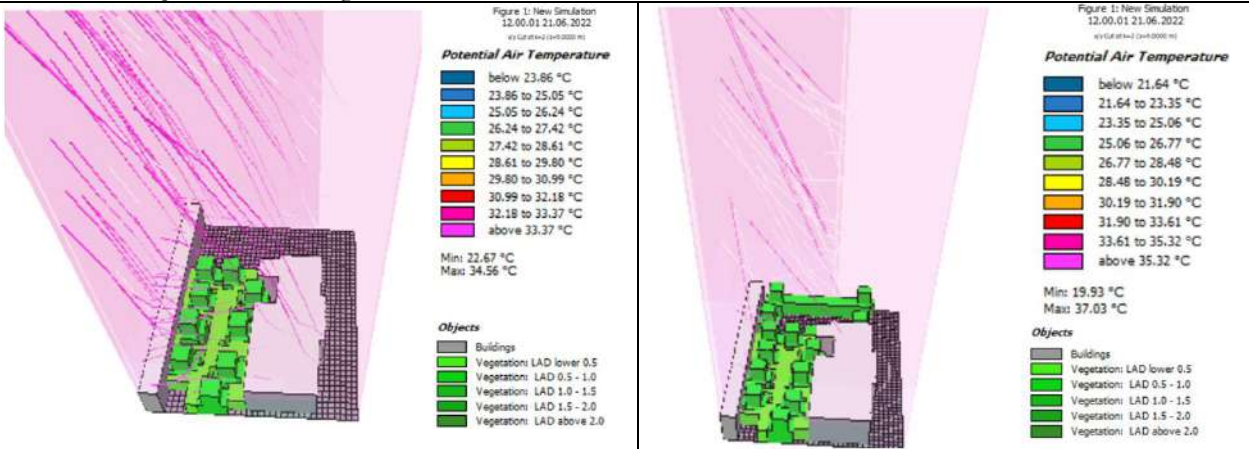 Figure 1: New Simulation
12.00.01 21.06.2022
Potential Air Temperature
below 23.86 °C
23.86 to 25.05 °C
25.05 to 26.24 °C
26.24 to 27.42 °C
27.42 to 28.61 °C
28.61 to 29.80 °C
29.80 to 30.99 °C
30.99 to 32.18 °C
32.18 to 33.37 °C
above 33.37 °C
Min: 22.67 °C
Max: 34.56 °C
Objects
Buildings
Vegetation: LAD lower 0.5
Vegetation: LAD 0.5 - 1.0
Vegetation: LAD 1.0 - 1.5
Vegetation: LAD 1.5 - 2.0
Vegetation: LAD above 2.0
Figure 1: New Simulation
12.00.01 21.06.2022
Potential Air Temperature
below 21.64 °C
21.64 to 23.35 °C
23.35 to 25.06 °C
25.06 to 26.77 °C
26.77 to 28.48 °C
28.48 to 30.19 °C
30.19 to 31.90 °C
31.90 to 33.61 °C
33.61 to 35.32 °C
above 35.32 °C
Min: 19.93 °C
Max: 37.03 °C
Objects
Buildings
Vegetation: LAD lower 0.5
Vegetation: LAD 0.5 - 1.0
Vegetation: LAD 1.0 - 1.5
Vegetation: LAD 1.5 - 2.0
Vegetation: LAD above 2.0